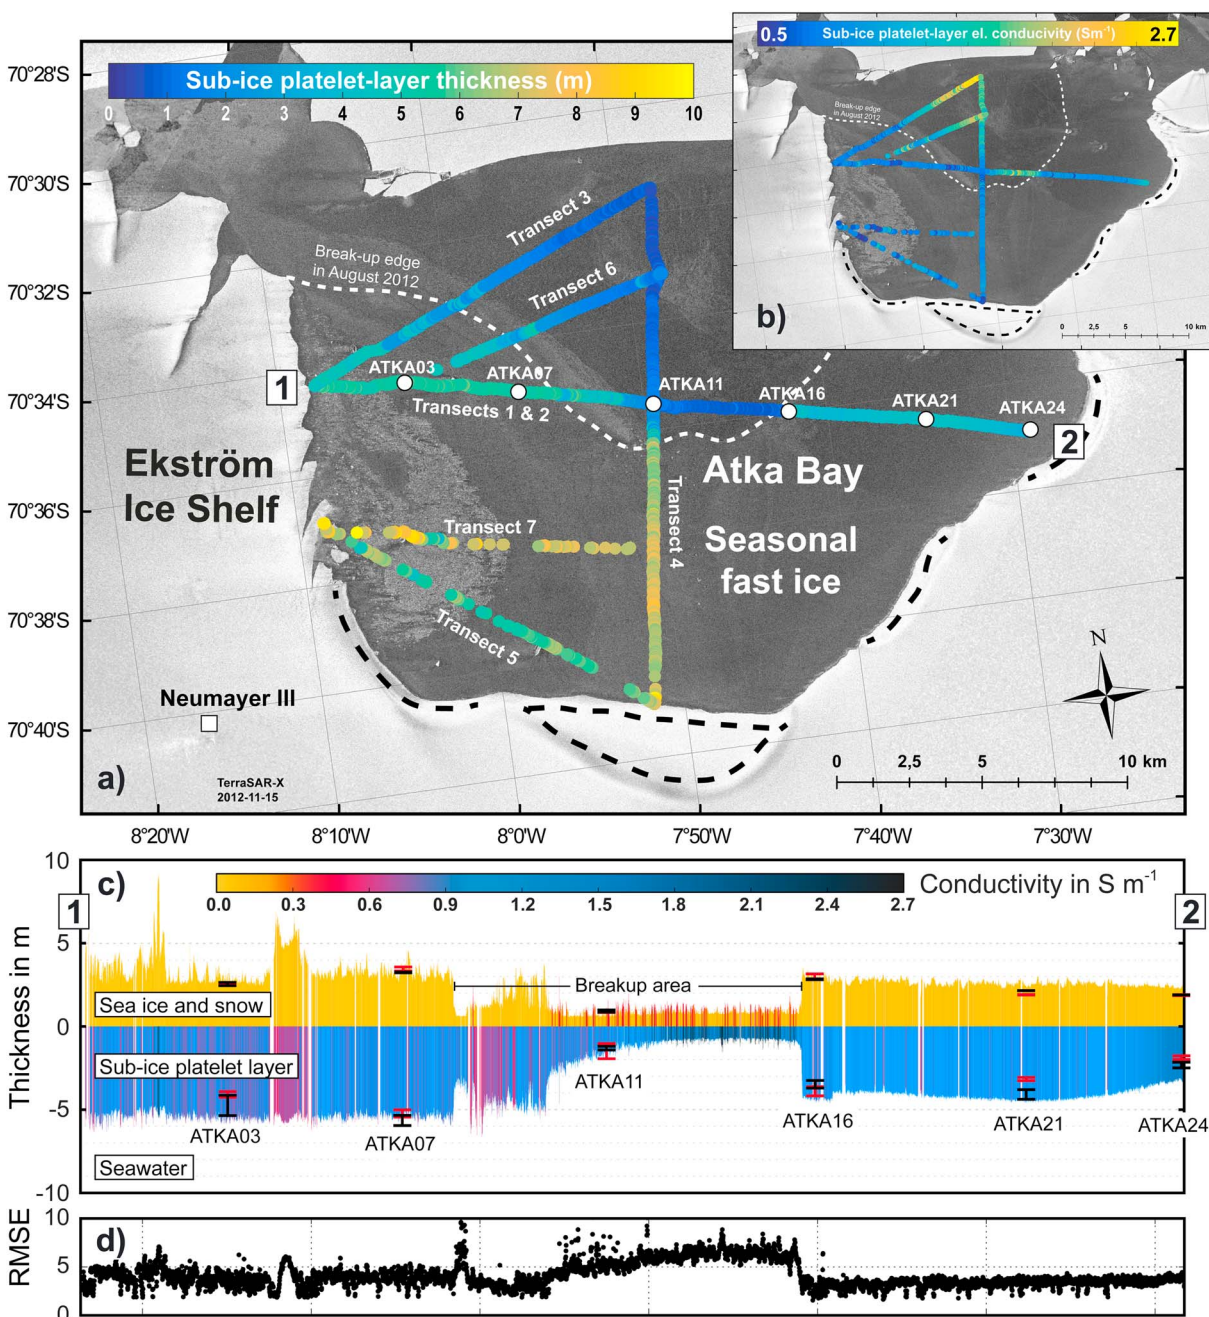 0.5 Sub-ice platelet-layer el. conducivity (Sm⁻¹) 2.7
Break-up edge
in August 2012
b)
0 2,5 5 10 km
70°28'S
70°30'S
70°32'S
70°34'S
70°36'S
70°38'S
70°40'S
Sub-ice platelet-layer thickness (m)
0 1 2 3 4 5 6 7 8 9 10
Transect 3
Break-up edge
in August 2012
Transect 6
1
ATKA03
ATKA07
ATKA11
ATKA16
ATKA21
ATKA24
Transects 1 & 2
2
Ekström
Ice Shelf
Atka Bay
Seasonal
fast ice
Transect 7
Transect 4
Transect 5
N
Neumayer III
TerraSAR-X
2012-11-15
a)
0 2,5 5 10 km
8°20'W 8°10'W 8°0'W 7°50'W 7°40'W 7°30'W
c)
Conductivity in S m⁻¹
0.0 0.3 0.6 0.9 1.2 1.5 1.8 2.1 2.4 2.7
1
2
Thickness in m
10
5
0
-5
-10
Breakup area
Sea ice and snow
Sub-ice platelet layer
Seawater
ATKA03
ATKA07
ATKA11
ATKA16
ATKA21
ATKA24
d)
RMSE
10
5
0